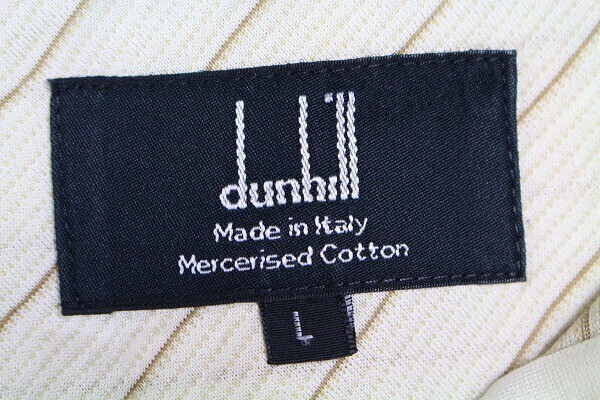 dunhill
Made in Italy
Mercerised Cotton
L